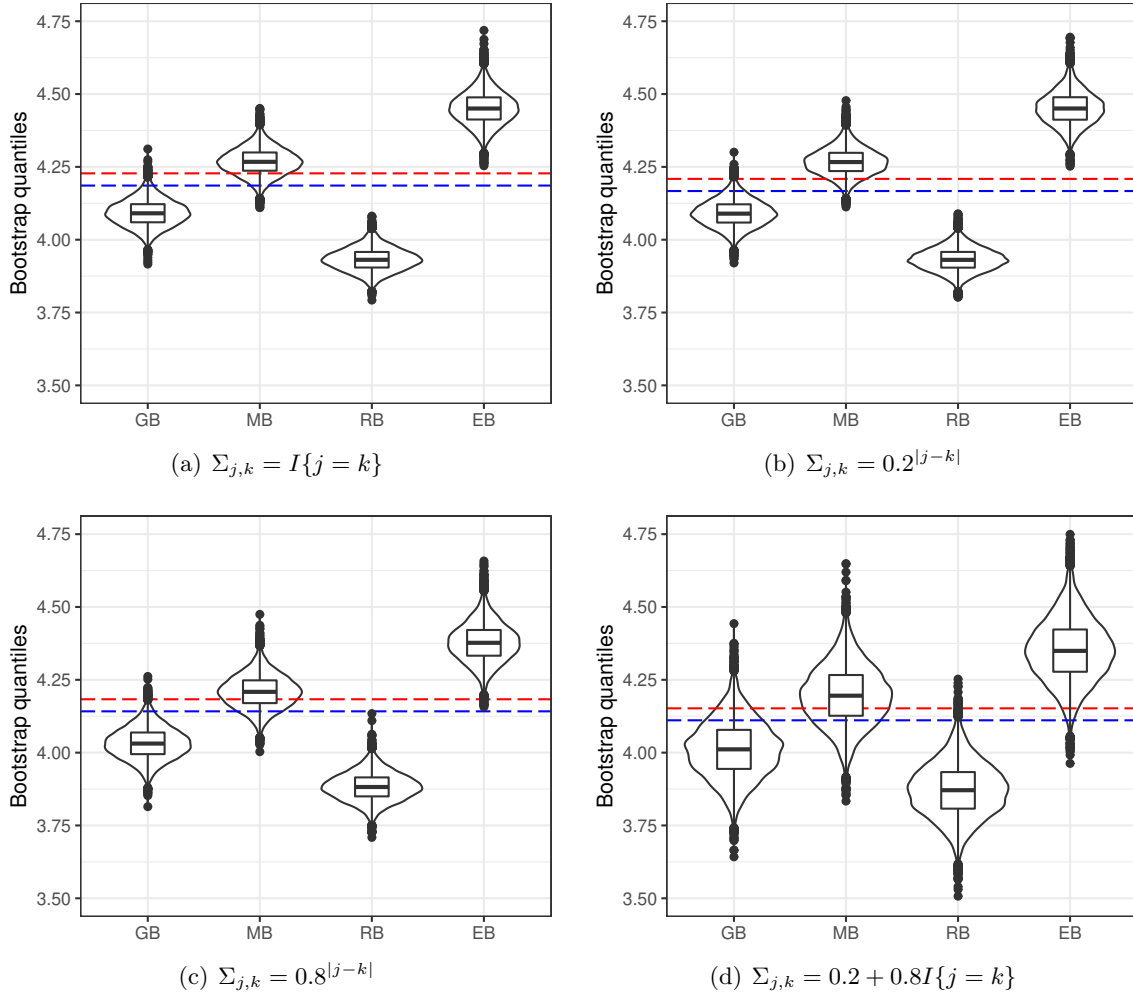 4.75
4.50
4.25
4.00
3.75
3.50
Bootstrap quantiles
GB MB RB EB
(a) Σ_{j,k} = I{j = k}
4.75
4.50
4.25
4.00
3.75
3.50
Bootstrap quantiles
GB MB RB EB
(b) Σ_{j,k} = 0.2^{|j−k|}
4.75
4.50
4.25
4.00
3.75
3.50
Bootstrap quantiles
GB MB RB EB
(c) Σ_{j,k} = 0.8^{|j−k|}
4.75
4.50
4.25
4.00
3.75
3.50
Bootstrap quantiles
GB MB RB EB
(d) Σ_{j,k} = 0.2 + 0.8I{j = k}